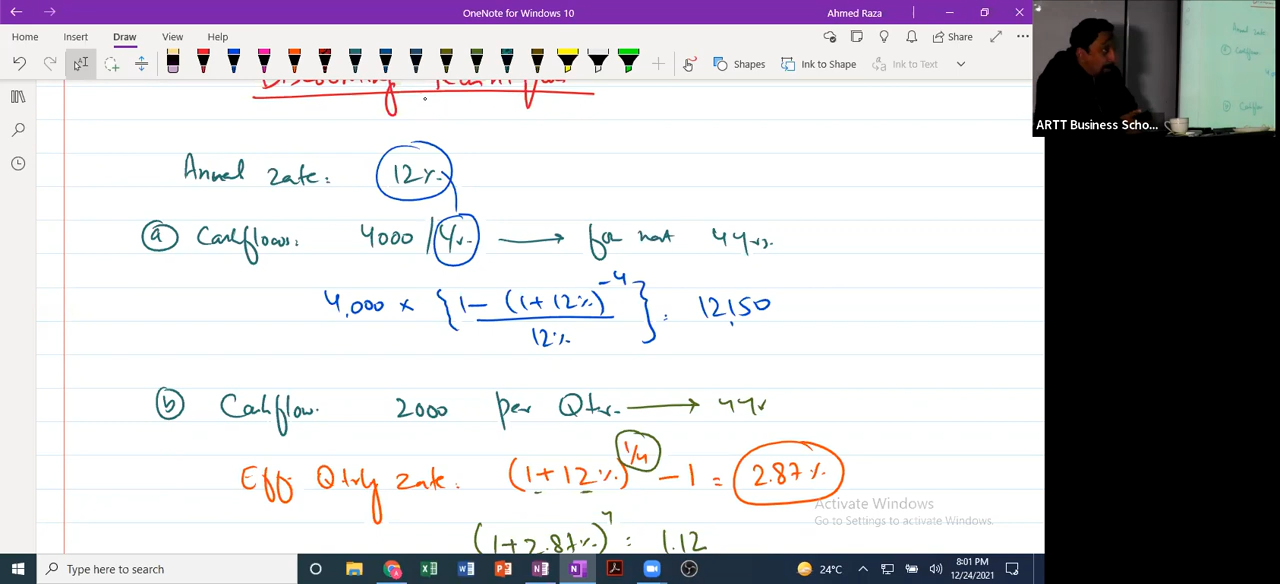 OneNote for Windows 10
Ahmed Raza
Home Insert Draw View Help
Share
Shapes Ink to Shape Ink to Text
ARTT Business Scho...
Annual rate: 12%
(a) Cashflows: 4000 / Yr. → for next 4 Yrs.
4,000 × { 1 - (1+12%)^-4 / 12% } = 12,150
(b) Cashflow. 2000 per Qtr. → 4 Yr
Eff. Qtrly rate: (1+12%)^1/4 - 1 = 2.87%
Activate Windows
Go to Settings to activate Windows.
(1+2.87%)^4 = 1.12
Type here to search
24°C
8:01 PM
12/24/2021